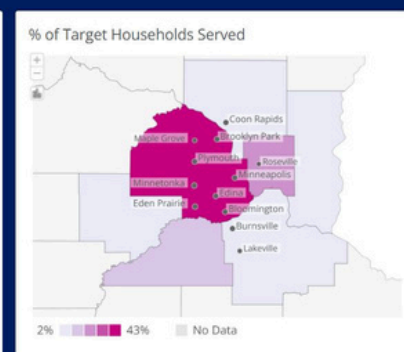 % of Target Households Served
+
−
Coon Rapids
Maple Grove
Brooklyn Park
Plymouth
Roseville
Minneapolis
Minnetonka
Edina
Eden Prairie
Bloomington
Burnsville
Lakeville
2%
43%
No Data